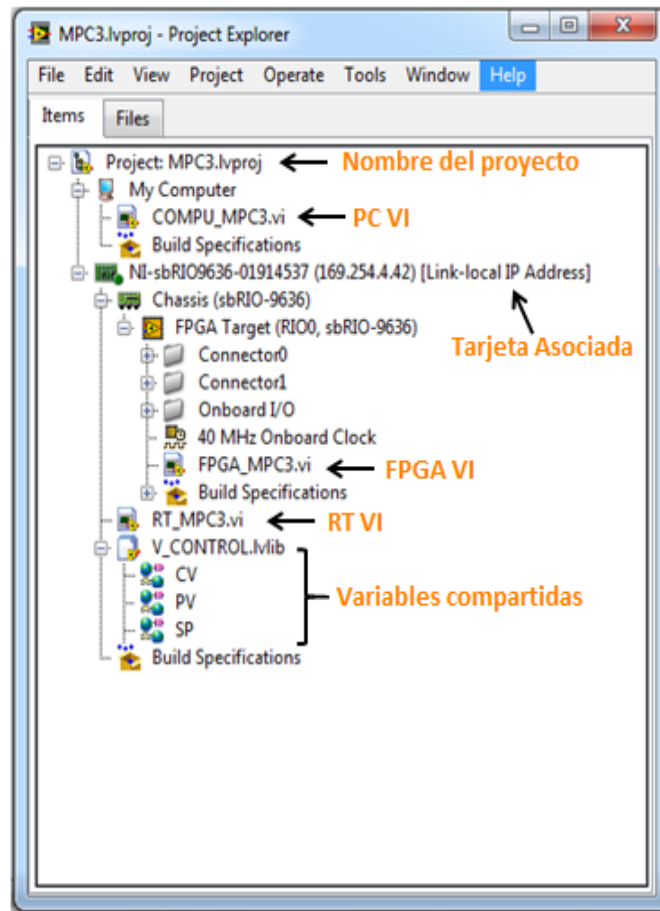 MPC3.lvproj - Project Explorer
File Edit View Project Operate Tools Window Help
Items Files
Project: MPC3.lvproj Nombre del proyecto
My Computer
COMPU_MPC3.vi PC VI
Build Specifications
NI-sbRIO9636-01914537 (169.254.4.42) [Link-local IP Address]
Chassis (sbRIO-9636)
FPGA Target (RIO0, sbRIO-9636)
Tarjeta Asociada
Connector0
Connector1
Onboard I/O
40 MHz Onboard Clock
FPGA_MPC3.vi FPGA VI
Build Specifications
RT_MPC3.vi RT VI
V_CONTROL.lvlib
CV
PV Variables compartidas
SP
Build Specifications